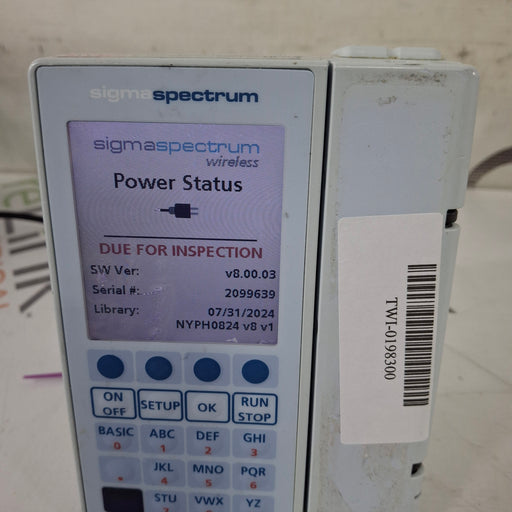 sigmaspectrum
sigmaspectrum
wireless
Power Status
DUE FOR INSPECTION
SW Ver: v8.00.03
Serial #: 2099639
Library: 07/31/2024
NYPH0824 v8 v1
ON OFF
SETUP
OK
RUN STOP
BASIC 0
ABC 1
DEF 2
GHI 3
.
JKL 4
MNO 5
PQR 6
STU
VWX
YZ
TWI-0198300